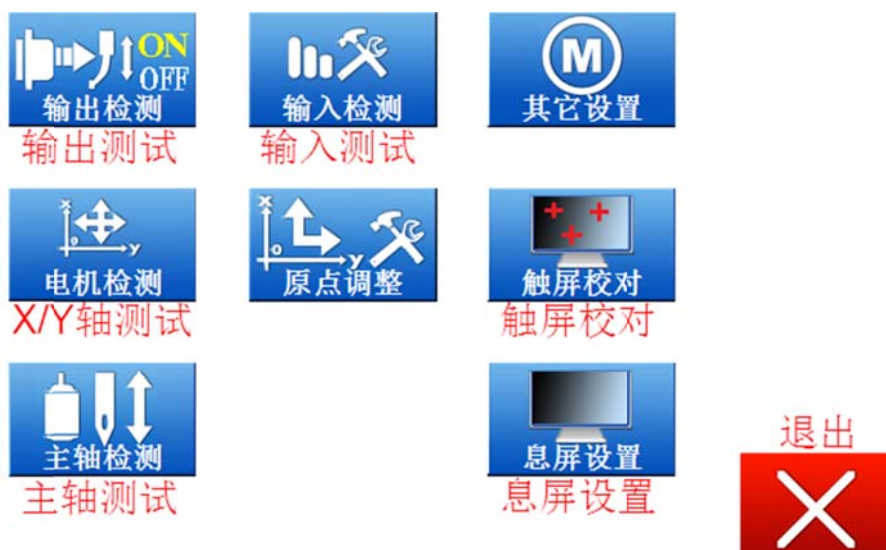 ON
OFF
输出检测
输出测试
输入检测
输入测试
M
其它设置
X
0
Y
电机检测
X/Y轴测试
X
0
Y
原点调整
触屏校对
触屏校对
主轴检测
主轴测试
息屏设置
息屏设置
退出